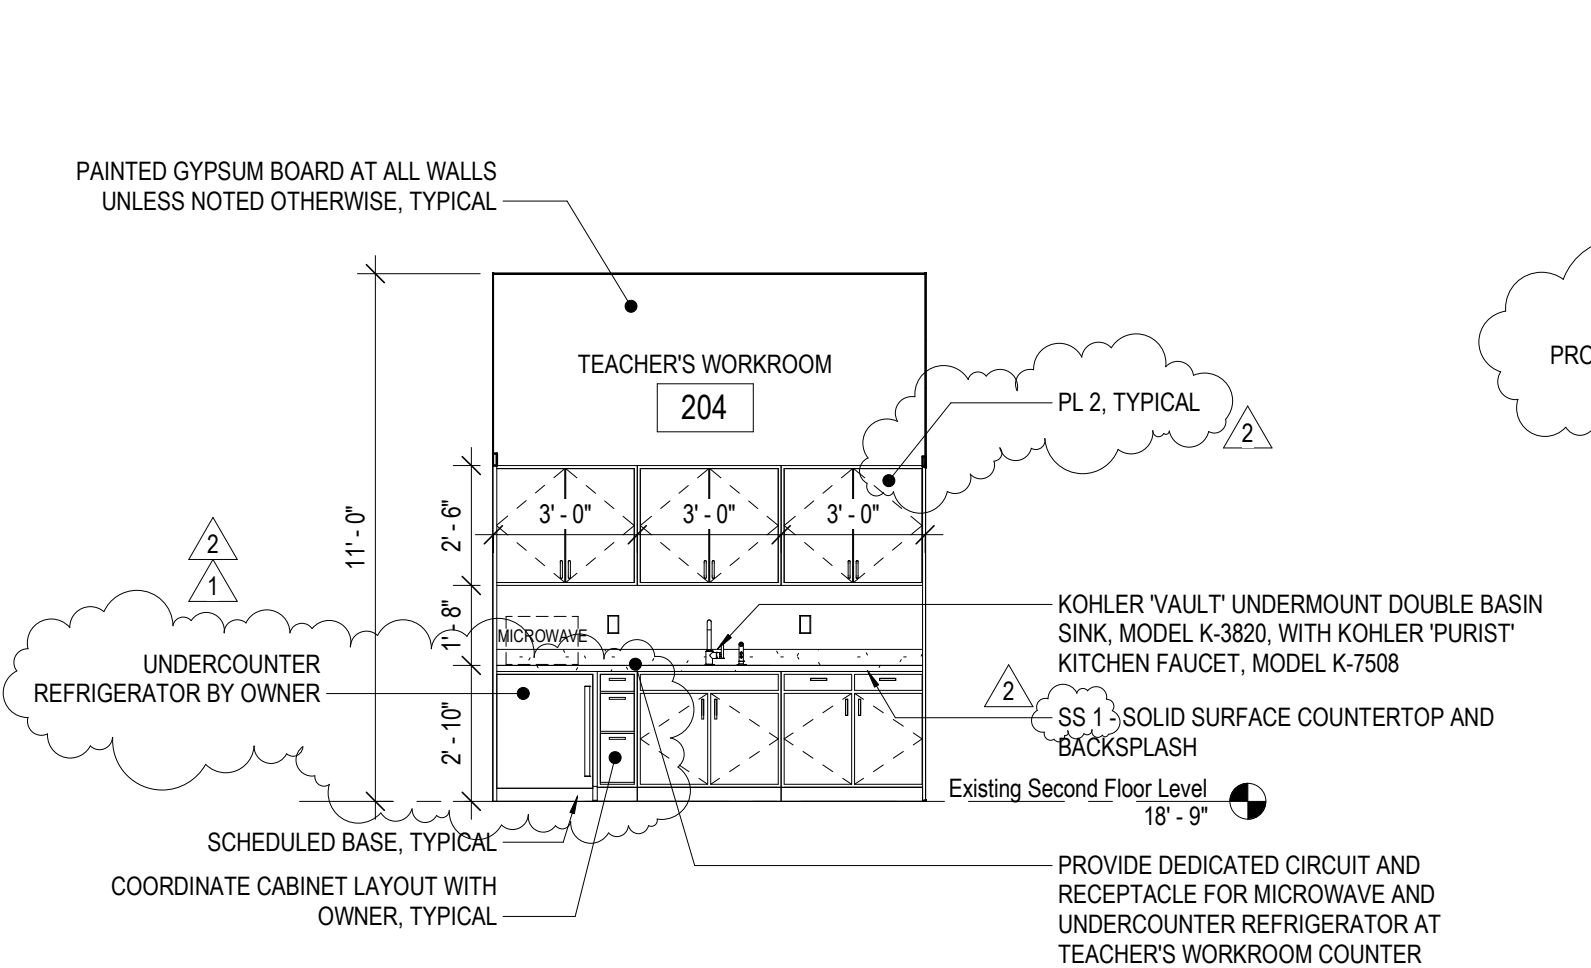 PAINTED GYPSUM BOARD AT ALL WALLS
UNLESS NOTED OTHERWISE, TYPICAL
TEACHER'S WORKROOM
204
PL 2, TYPICAL
2
PRO
11' - 0"
2' - 6"
3' - 0"
3' - 0"
3' - 0"
2
1
1' - 8"
MICROWAVE
UNDERCOUNTER
REFRIGERATOR BY OWNER
2' - 10"
KOHLER 'VAULT' UNDERMOUNT DOUBLE BASIN
SINK, MODEL K-3820, WITH KOHLER 'PURIST'
KITCHEN FAUCET, MODEL K-7508
2
SS 1 - SOLID SURFACE COUNTERTOP AND
BACKSPLASH
Existing Second Floor Level
18' - 9"
SCHEDULED BASE, TYPICAL
COORDINATE CABINET LAYOUT WITH
OWNER, TYPICAL
PROVIDE DEDICATED CIRCUIT AND
RECEPTACLE FOR MICROWAVE AND
UNDERCOUNTER REFRIGERATOR AT
TEACHER'S WORKROOM COUNTER